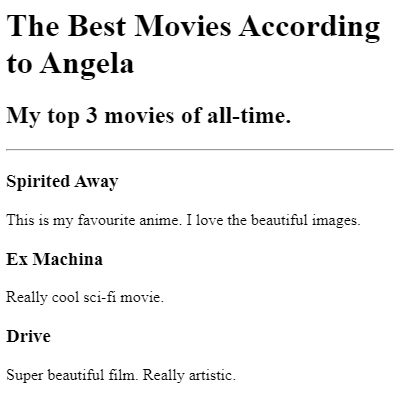 The Best Movies According
to Angela
My top 3 movies of all-time.
Spirited Away
This is my favourite anime. I love the beautiful images.
Ex Machina
Really cool sci-fi movie.
Drive
Super beautiful film. Really artistic.